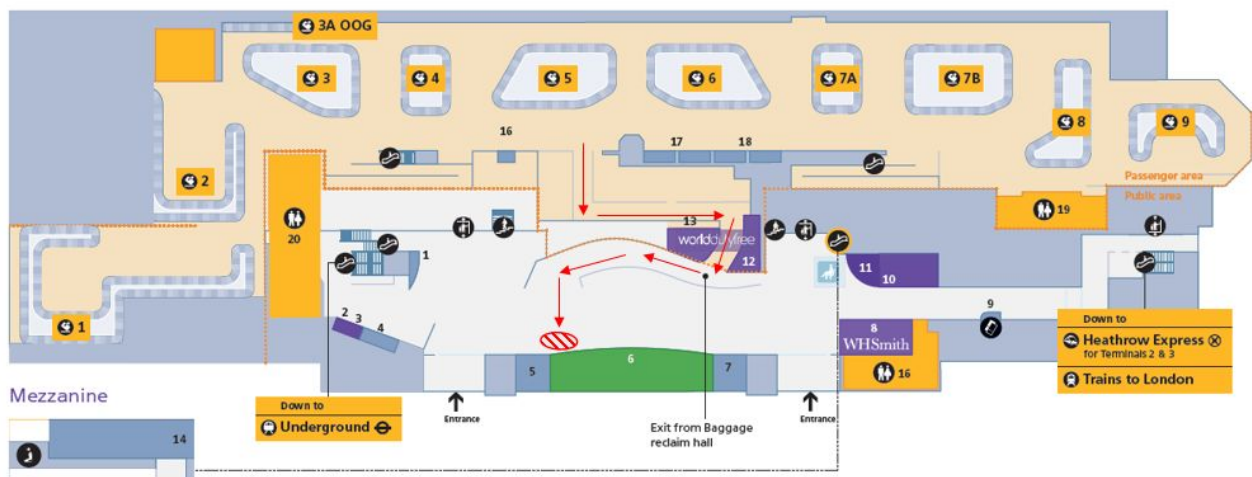 3A OOG
3
4
5
6
7A
7B
8
9
16
17
18
2
Passenger area
Public area
20
13
worlddutyfree
12
19
1
11
10
1
2
3
4
9
8
WHSmith
5
6
7
16
Down to
Heathrow Express
for Terminals 2 & 3
Trains to London
Mezzanine
Down to
Underground
Entrance
Exit from Baggage
reclaim hall
Entrance
14